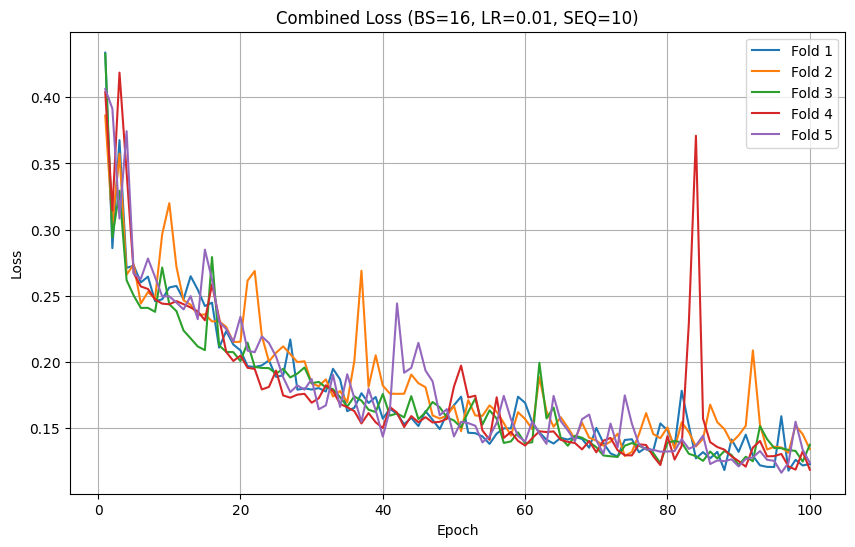 Combined Loss (BS=16, LR=0.01, SEQ=10)
Fold 1
Fold 2
Fold 3
Fold 4
Fold 5
Loss
0.40
0.35
0.30
0.25
0.20
0.15
0 20 40 60 80 100
Epoch